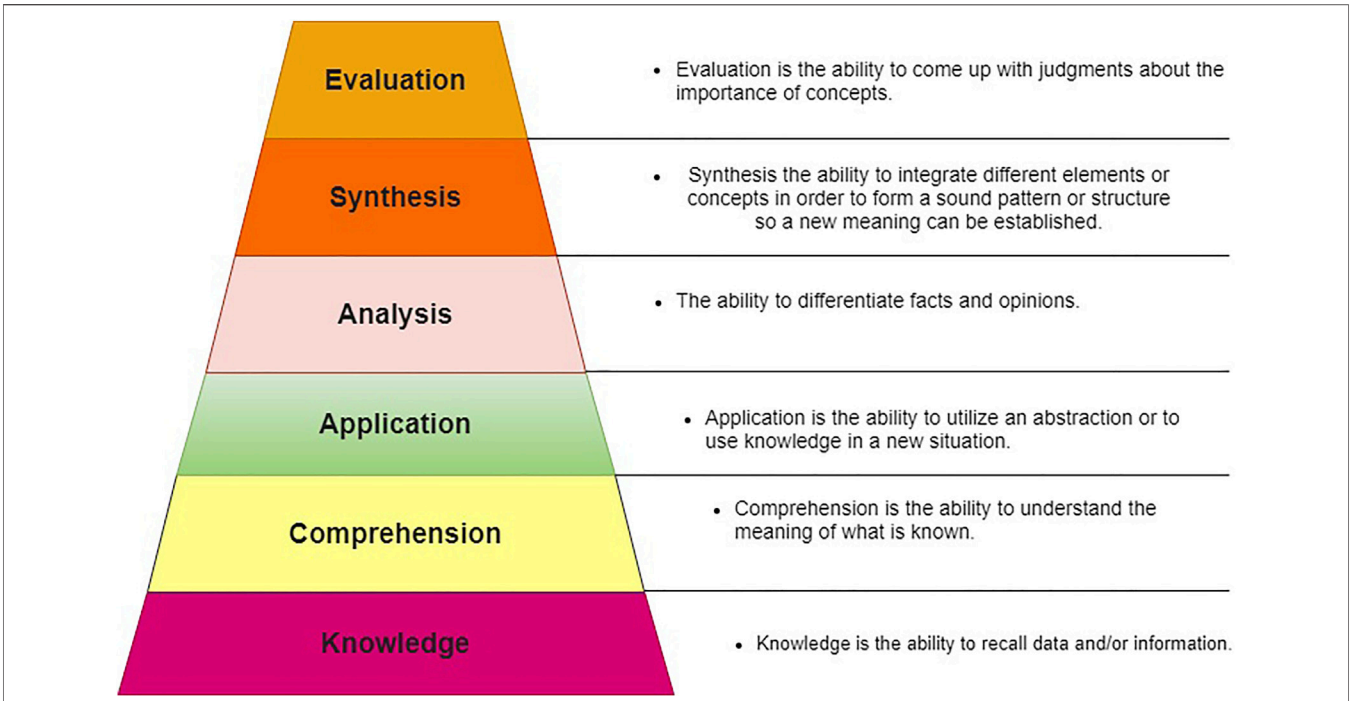 Evaluation
• Evaluation is the ability to come up with judgments about the
importance of concepts.
Synthesis
• Synthesis the ability to integrate different elements or
concepts in order to form a sound pattern or structure
so a new meaning can be established.
Analysis
• The ability to differentiate facts and opinions.
Application
• Application is the ability to utilize an abstraction or to
use knowledge in a new situation.
Comprehension
• Comprehension is the ability to understand the
meaning of what is known.
Knowledge
• Knowledge is the ability to recall data and/or information.